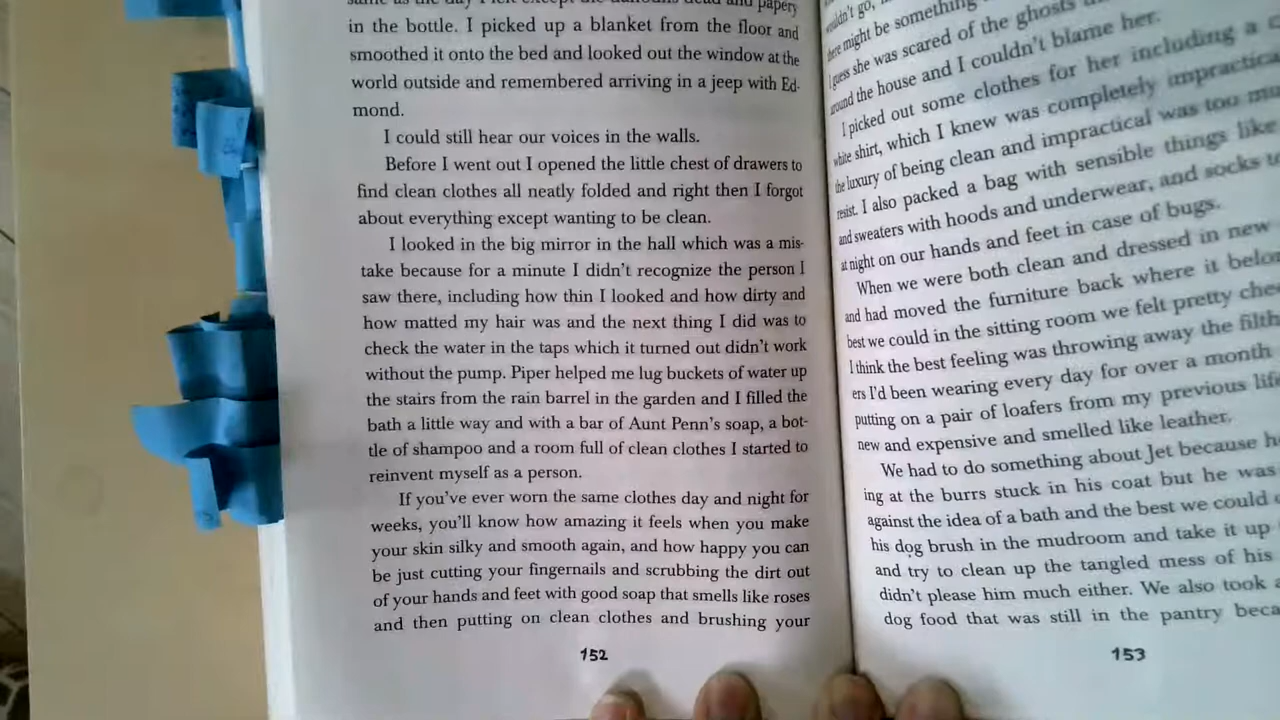 same as the day I left except the daffodils dead and papery
in the bottle. I picked up a blanket from the floor and
smoothed it onto the bed and looked out the window at the
world outside and remembered arriving in a jeep with Ed-
mond.
I could still hear our voices in the walls.
Before I went out I opened the little chest of drawers to
find clean clothes all neatly folded and right then I forgot
about everything except wanting to be clean.
I looked in the big mirror in the hall which was a mis-
take because for a minute I didn't recognize the person I
saw there, including how thin I looked and how dirty and
how matted my hair was and the next thing I did was to
check the water in the taps which it turned out didn't work
without the pump. Piper helped me lug buckets of water up
the stairs from the rain barrel in the garden and I filled the
bath a little way and with a bar of Aunt Penn's soap, a bot-
tle of shampoo and a room full of clean clothes I started to
reinvent myself as a person.
If you've ever worn the same clothes day and night for
weeks, you'll know how amazing it feels when you make
your skin silky and smooth again, and how happy you can
be just cutting your fingernails and scrubbing the dirt out
of your hands and feet with good soap that smells like roses
and then putting on clean clothes and brushing your
152
wouldn't go,
there might be something
I guess she was scared of the ghosts
around the house and I couldn't blame her.
I picked out some clothes for her including a
white shirt, which I knew was completely
the luxury of being clean and impractical was too
resist. I also packed a bag with sensible things like
and sweaters with hoods and underwear, and socks
at night on our hands and feet in case of bugs.
When we were both clean and dressed in new
and had moved the furniture back where it
best we could in the sitting room we felt pretty
I think the best feeling was throwing away the
ers I'd been wearing every day for over a month
putting on a pair of loafers from my previous
new and expensive and smelled like leather.
We had to do something about Jet because
ing at the burrs stuck in his coat but he was
against the idea of a bath and the best we could
his dog brush in the mudroom and take it up
and try to clean up the tangled mess of his
didn't please him much either. We also took
dog food that was still in the pantry
153